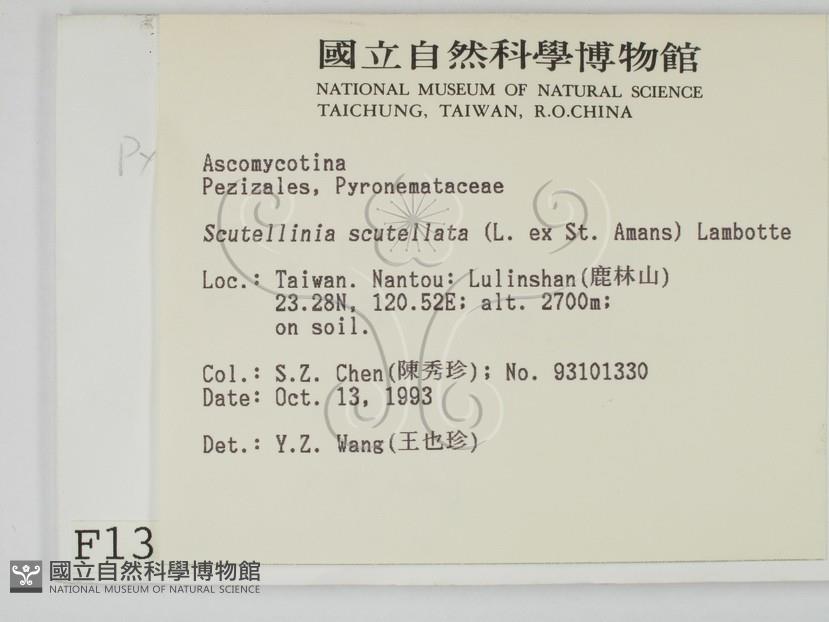 國立自然科學博物館
NATIONAL MUSEUM OF NATURAL SCIENCE
TAICHUNG, TAIWAN, R.O.CHINA
Ascomycotina
Pezizales, Pyronemataceae
Scutellinia scutellata (L. ex St. Amans) Lambotte
Loc.: Taiwan. Nantou: Lulinshan(鹿林山)
23.28N, 120.52E; alt. 2700m;
on soil.
Col.: S.Z. Chen(陳秀珍); No. 93101330
Date: Oct. 13, 1993
Det.: Y.Z. Wang(王也珍)
Py
F13
國立自然科學博物館
NATIONAL MUSEUM OF NATURAL SCIENCE